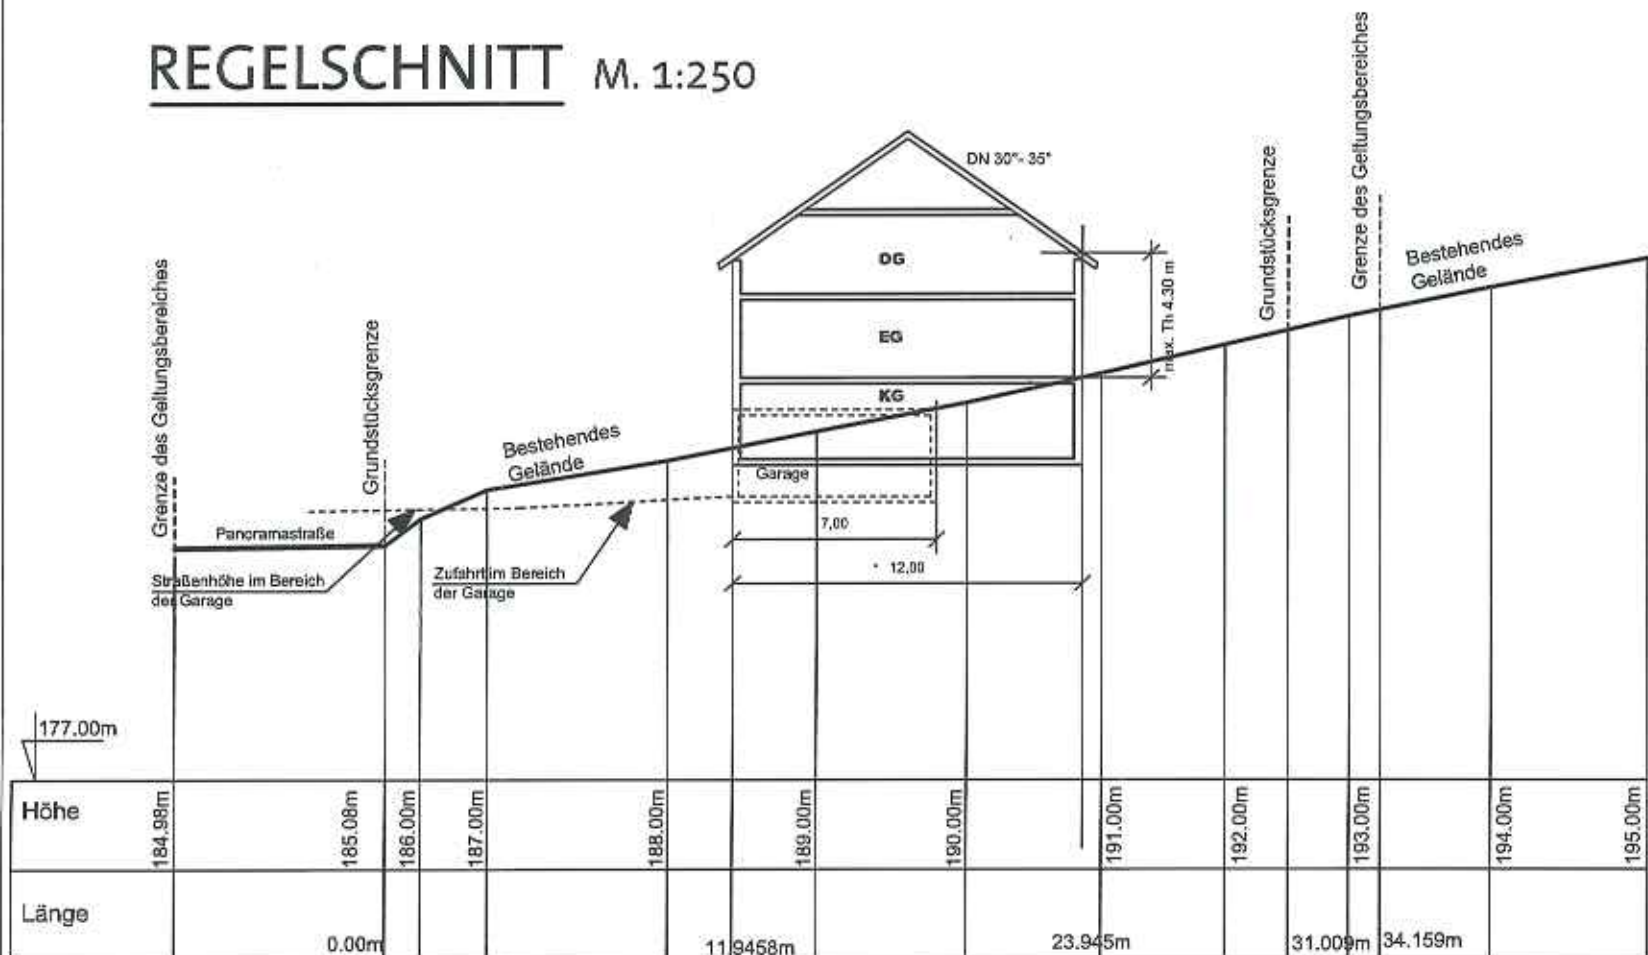 REGELSCHNITT M. 1:250
Grenze des Geltungsbereiches
Grundstücksgrenze
DN 30°- 35°
DG
EG
KG
Garage
max. Th 4.30 m
Grundstücksgrenze
Grenze des Geltungsbereiches
Bestehendes
Gelände
Bestehendes
Gelände
Panoramastraße
Straßenhöhe im Bereich
der Garage
Zufahrt im Bereich
der Garage
7,00
12,00
177.00m
Höhe
184.98m
185.08m
186.00m
187.00m
188.00m
189.00m
190.00m
191.00m
192.00m
193.00m
194.00m
195.00m
Länge
0.00m
11.9458m
23.945m
31.009m
34.159m